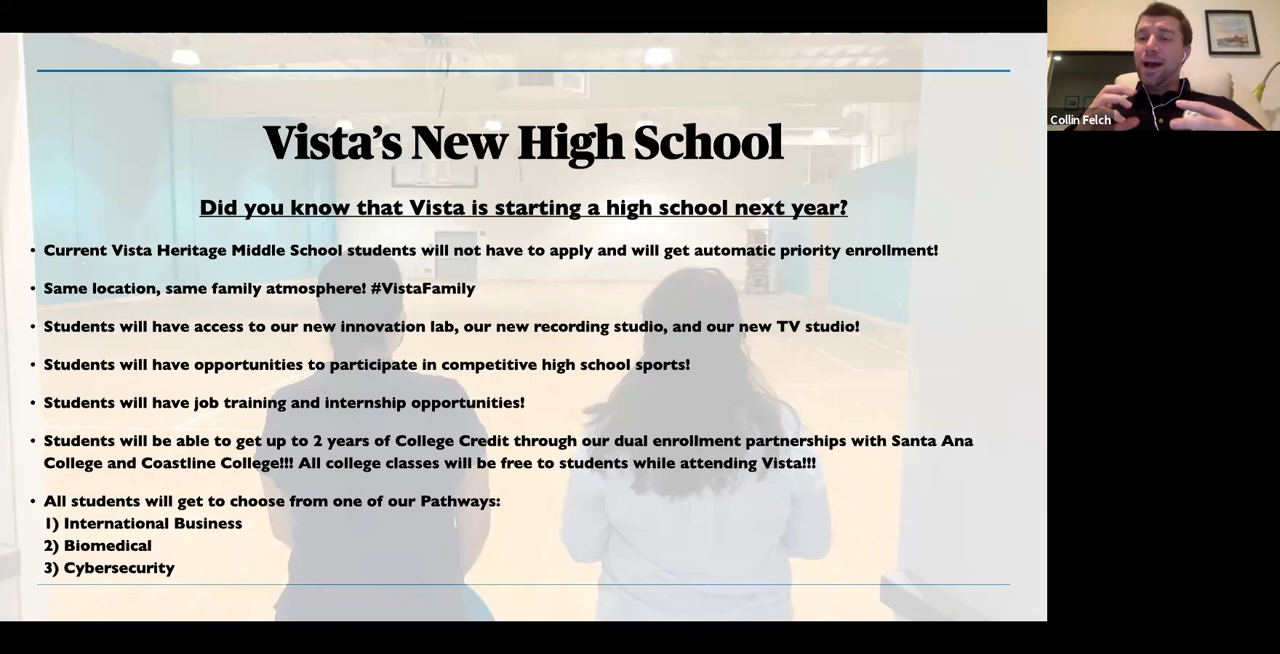 Vista's New High School
Did you know that Vista is starting a high school next year?
• Current Vista Heritage Middle School students will not have to apply and will get automatic priority enrollment!
• Same location, same family atmosphere! #VistaFamily
• Students will have access to our new innovation lab, our new recording studio, and our new TV studio!
• Students will have opportunities to participate in competitive high school sports!
• Students will have job training and internship opportunities!
• Students will be able to get up to 2 years of College Credit through our dual enrollment partnerships with Santa Ana
College and Coastline College!!! All college classes will be free to students while attending Vista!!!
• All students will get to choose from one of our Pathways:
1) International Business
2) Biomedical
3) Cybersecurity
Collin Felch